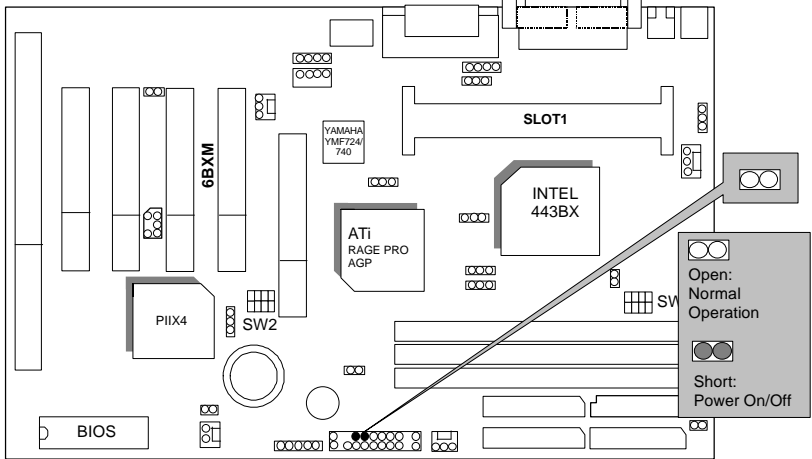 SLOT1
YAMAHA
YMF724/
740
6BXM
INTEL
443BX
ATi
RAGE PRO
AGP
Open:
Normal
Operation
PIIX4
SW2
SW
Short:
Power On/Off
BIOS